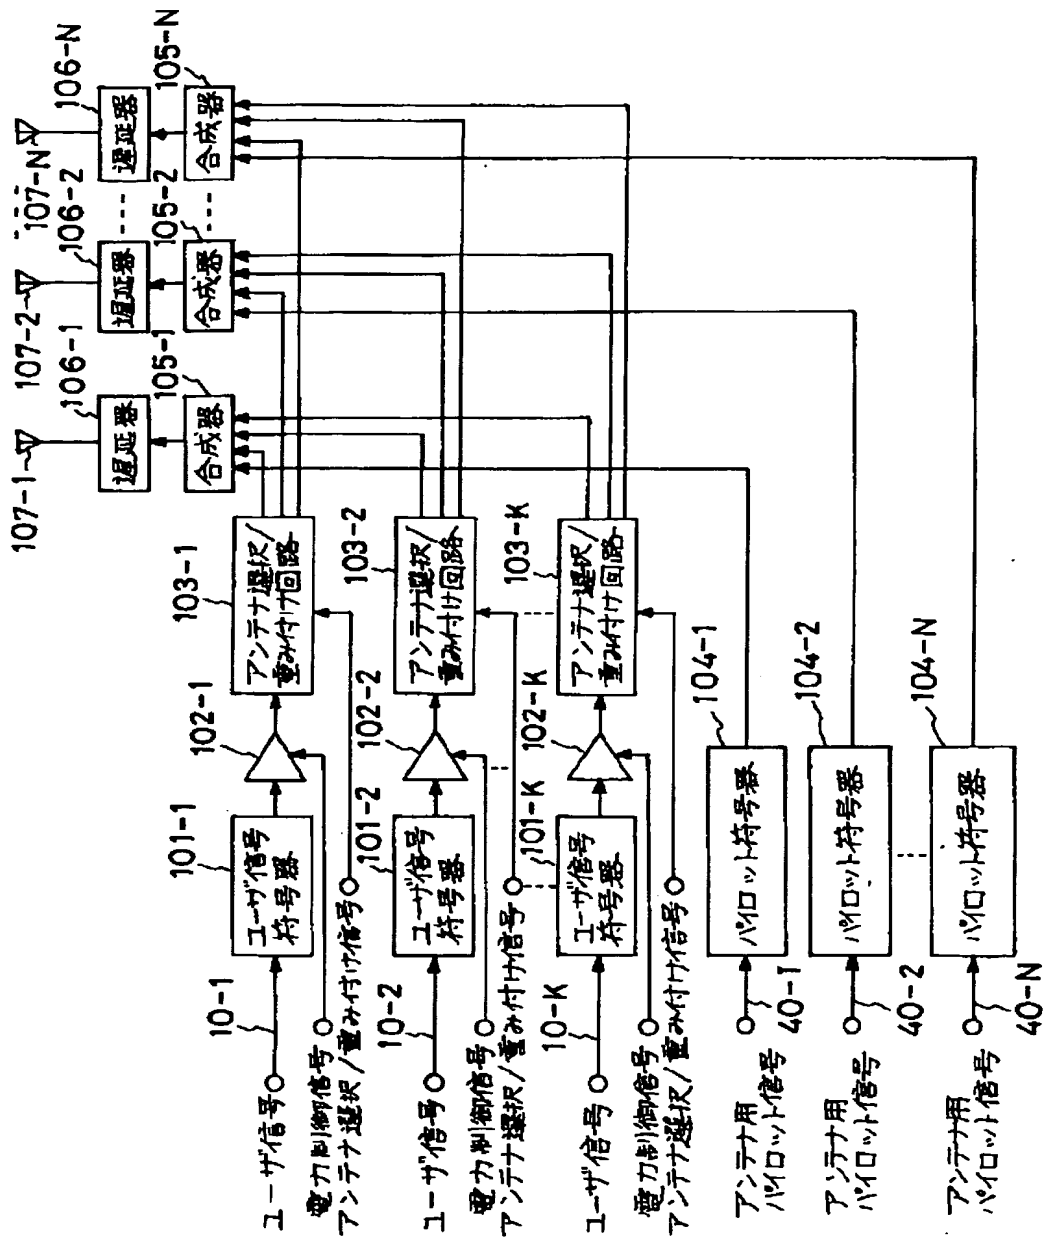 ユーザ信号
10-1
ユーザ信号
符号器
101-1
102-1
アンテナ選択/
重み付け回路
103-1
電力制御信号
アンテナ選択/重み付け信号
ユーザ信号
10-2
ユーザ信号
符号器
101-2
102-2
アンテナ選択/
重み付け回路
103-2
電力制御信号
アンテナ選択/重み付け信号
ユーザ信号
10-K
ユーザ信号
符号器
101-K
102-K
アンテナ選択/
重み付け回路
103-K
電力制御信号
アンテナ選択/重み付け信号
アンテナ用
パイロット信号
40-1
パイロット符号器
104-1
アンテナ用
パイロット信号
40-2
パイロット符号器
104-2
アンテナ用
パイロット信号
40-N
パイロット符号器
104-N
合成器
105-1
遅延器
106-1
107-1
合成器
105-2
遅延器
106-2
107-2
合成器
105-N
遅延器
106-N
107-N